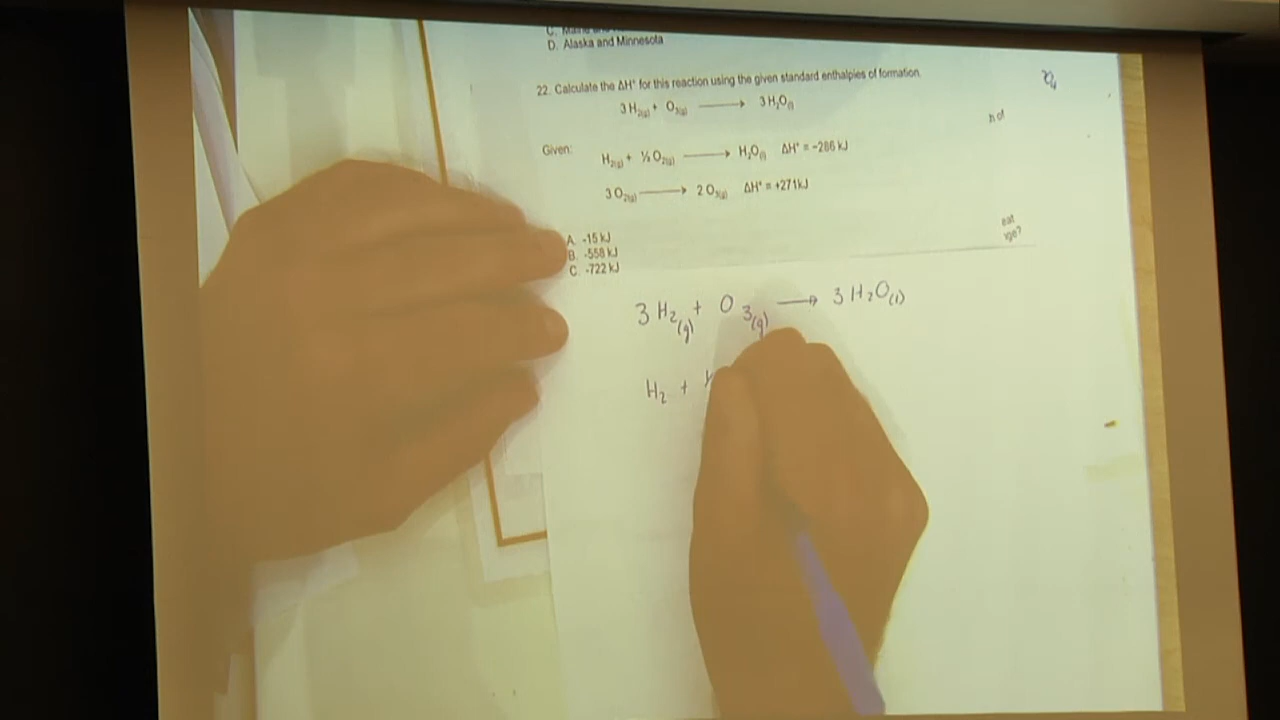 D. Alaska and Minnesota
22. Calculate the ΔH° for this reaction using the given standard enthalpies of formation.
3 H₂₍g₎ + O₃₍g₎ ⟶ 3 H₂O₍l₎
Given:
H₂₍g₎ + ½ O₂₍g₎ ⟶ H₂O₍l₎ ΔH° = -286 kJ
3 O₂₍g₎ ⟶ 2 O₃₍g₎ ΔH° = +271kJ
A. -15 kJ
B. -558 kJ
C. -722 kJ
3 H₂₍g₎ + O₃₍g₎ ⟶ 3 H₂O₍l₎
H₂ +